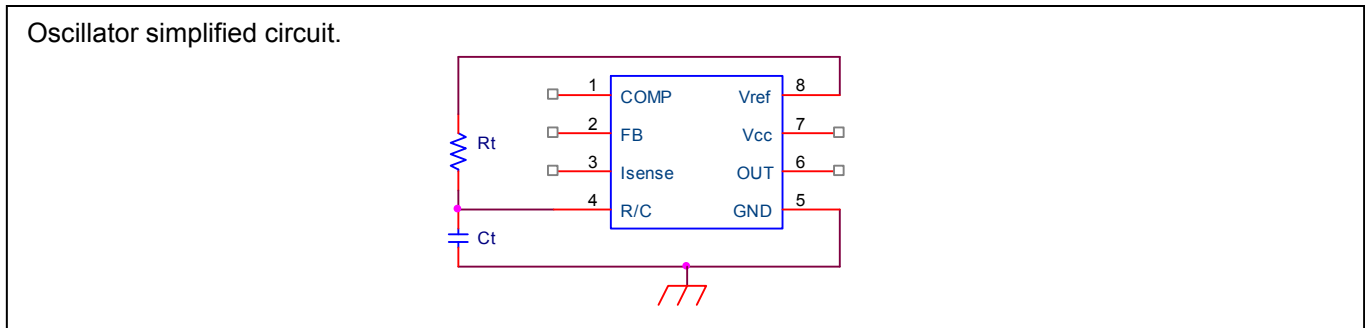 Oscillator simplified circuit.
1 COMP Vref 8
Rt 2 FB Vcc 7
3 Isense OUT 6
4 R/C GND 5
Ct